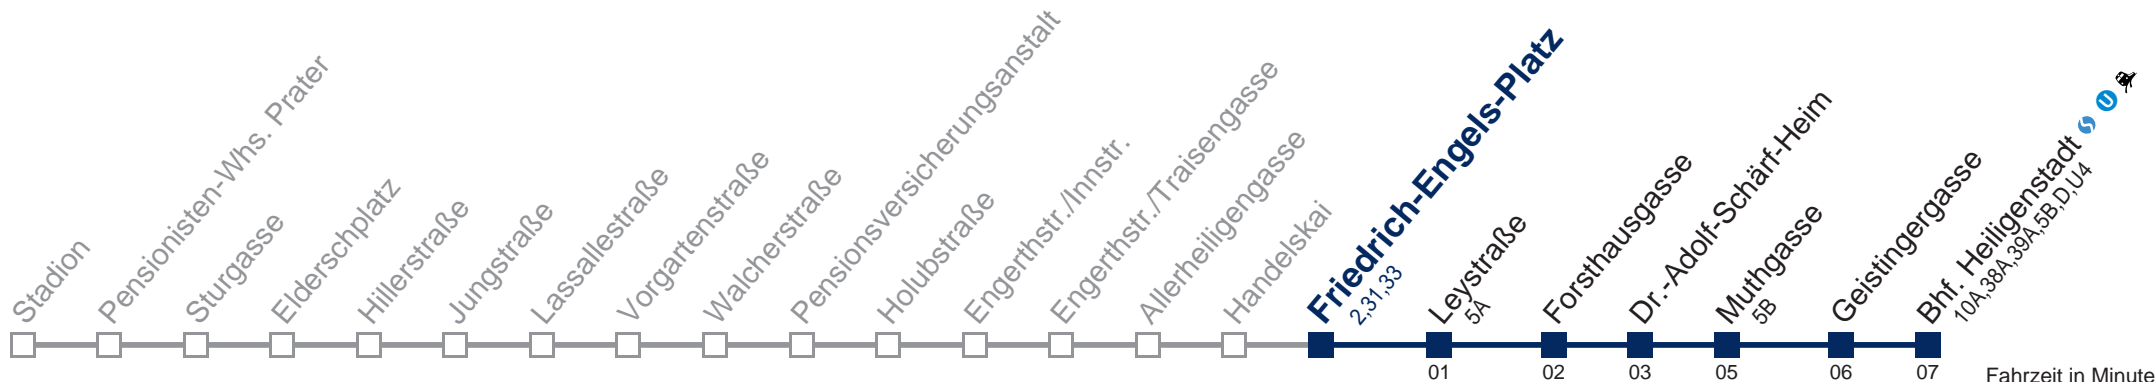 Stadion
Pensionisten-Whs. Prater
Sturgasse
Elderschplatz
Hillerstraße
Jungstraße
Lassallestraße
Vorgartenstraße
Walcherstraße
Pensionsversicherungsanstalt
Holubstraße
Engerthstr./Innstr.
Engerthstr./Traisengasse
Allerheiligengasse
Handelskai
Friedrich-Engels-Platz
2,31,33
Leystraße
5A
Forsthausgasse
Dr.-Adolf-Schärf-Heim
Muthgasse
5B
Geistingergasse
Bhf. Heiligenstadt S U
10A,38A,39A,5B,D,U4
01 02 03 05 06 07
Fahrzeit in Minute